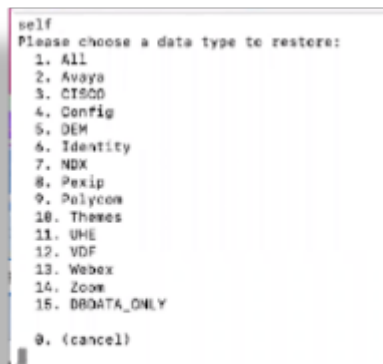 self
Please choose a data type to restore:
1. All
2. Avaya
3. CISCO
4. Config
5. DEM
6. Identity
7. NDX
8. Pexip
9. Polycom
10. Themes
11. UHE
12. VDF
13. Webex
14. Zoom
15. DBDATA_ONLY
0. (cancel)